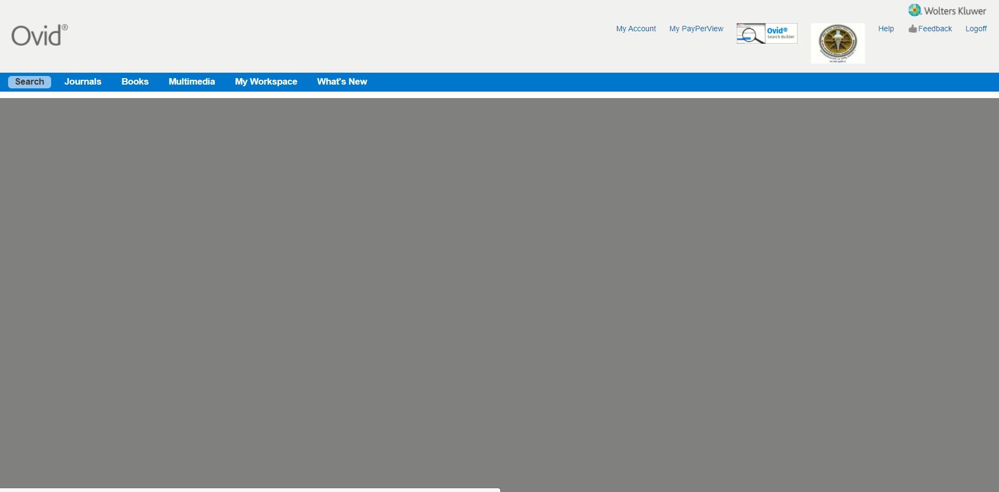 Wolters Kluwer
Ovid®
My Account
My PayPerView
Ovid®
Search Builder
Help
Feedback
Logoff
Search
Journals
Books
Multimedia
My Workspace
What's New